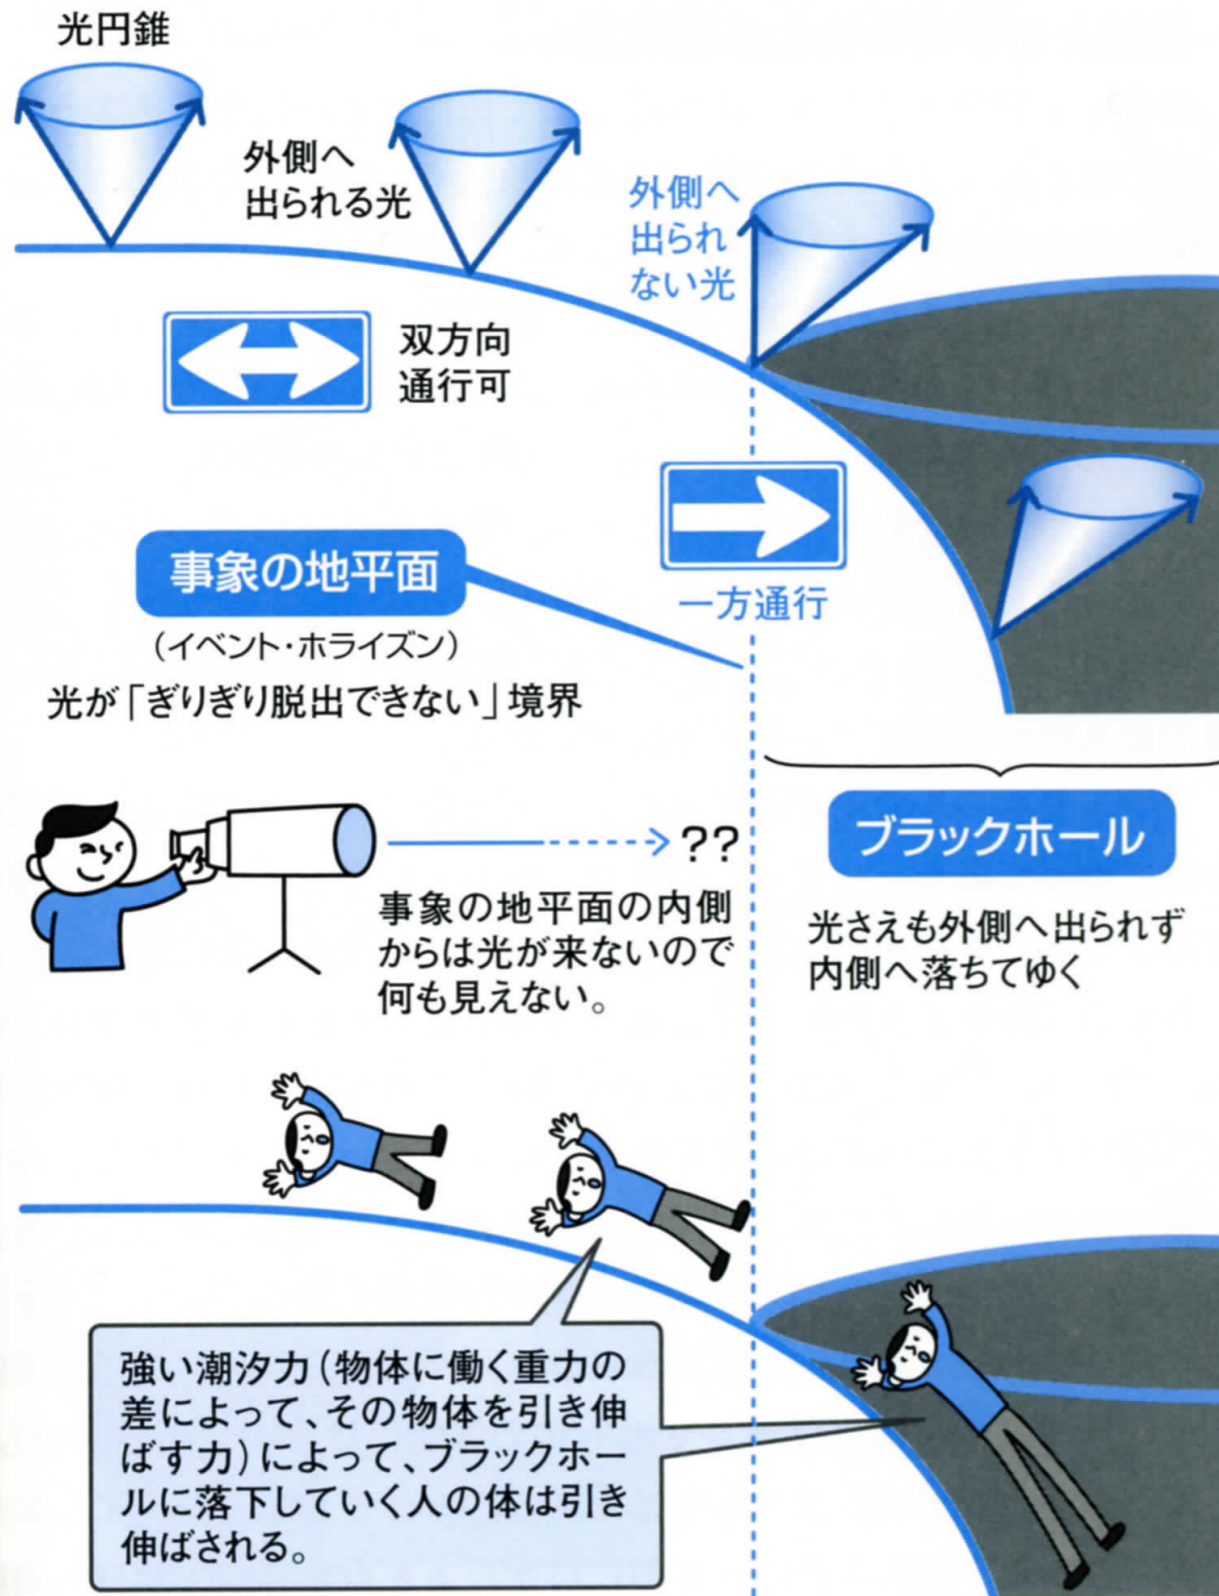 光円錐
外側へ
出られる光
外側へ
出られ
ない光
双方向
通行可
一方通行
事象の地平面
（イベント・ホライズン）
光が「ぎりぎり脱出できない」境界
??
事象の地平面の内側
からは光が来ないので
何も見えない。
ブラックホール
光さえも外側へ出られず
内側へ落ちてゆく
強い潮汐力（物体に働く重力の
差によって、その物体を引き伸
ばす力）によって、ブラックホー
ルに落下していく人の体は引き
伸ばされる。